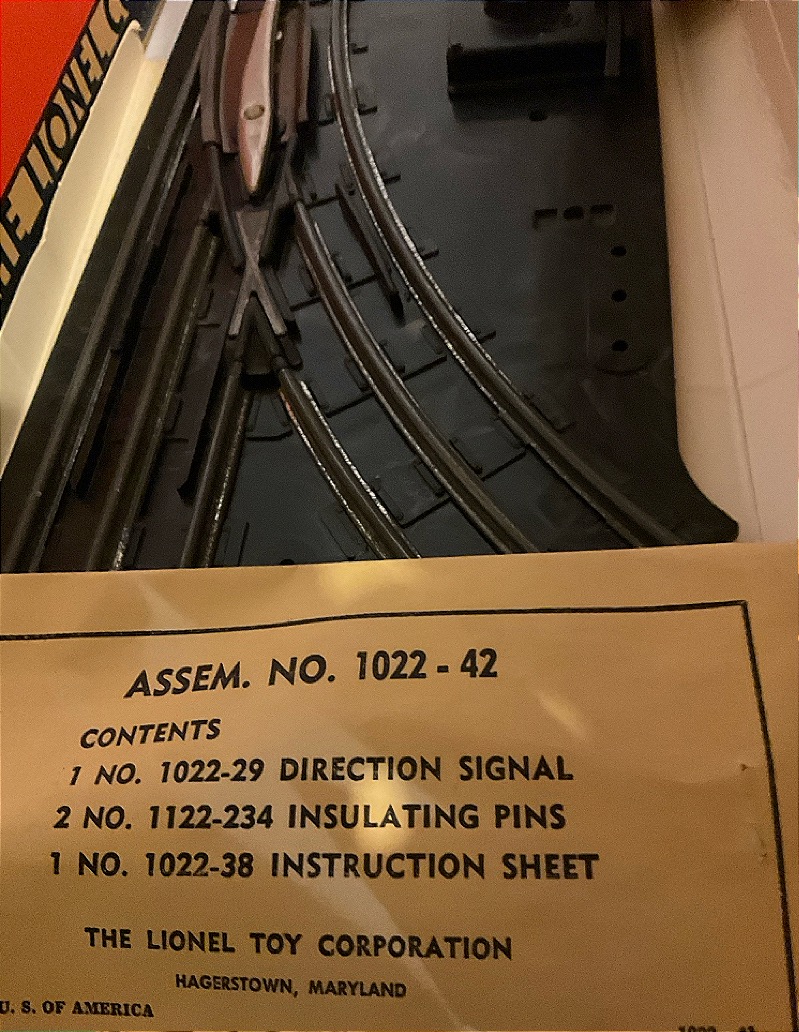 LIONEL
ASSEM. NO. 1022 - 42
CONTENTS
1 NO. 1022-29 DIRECTION SIGNAL
2 NO. 1122-234 INSULATING PINS
1 NO. 1022-38 INSTRUCTION SHEET
THE LIONEL TOY CORPORATION
HAGERSTOWN, MARYLAND
U. S. OF AMERICA